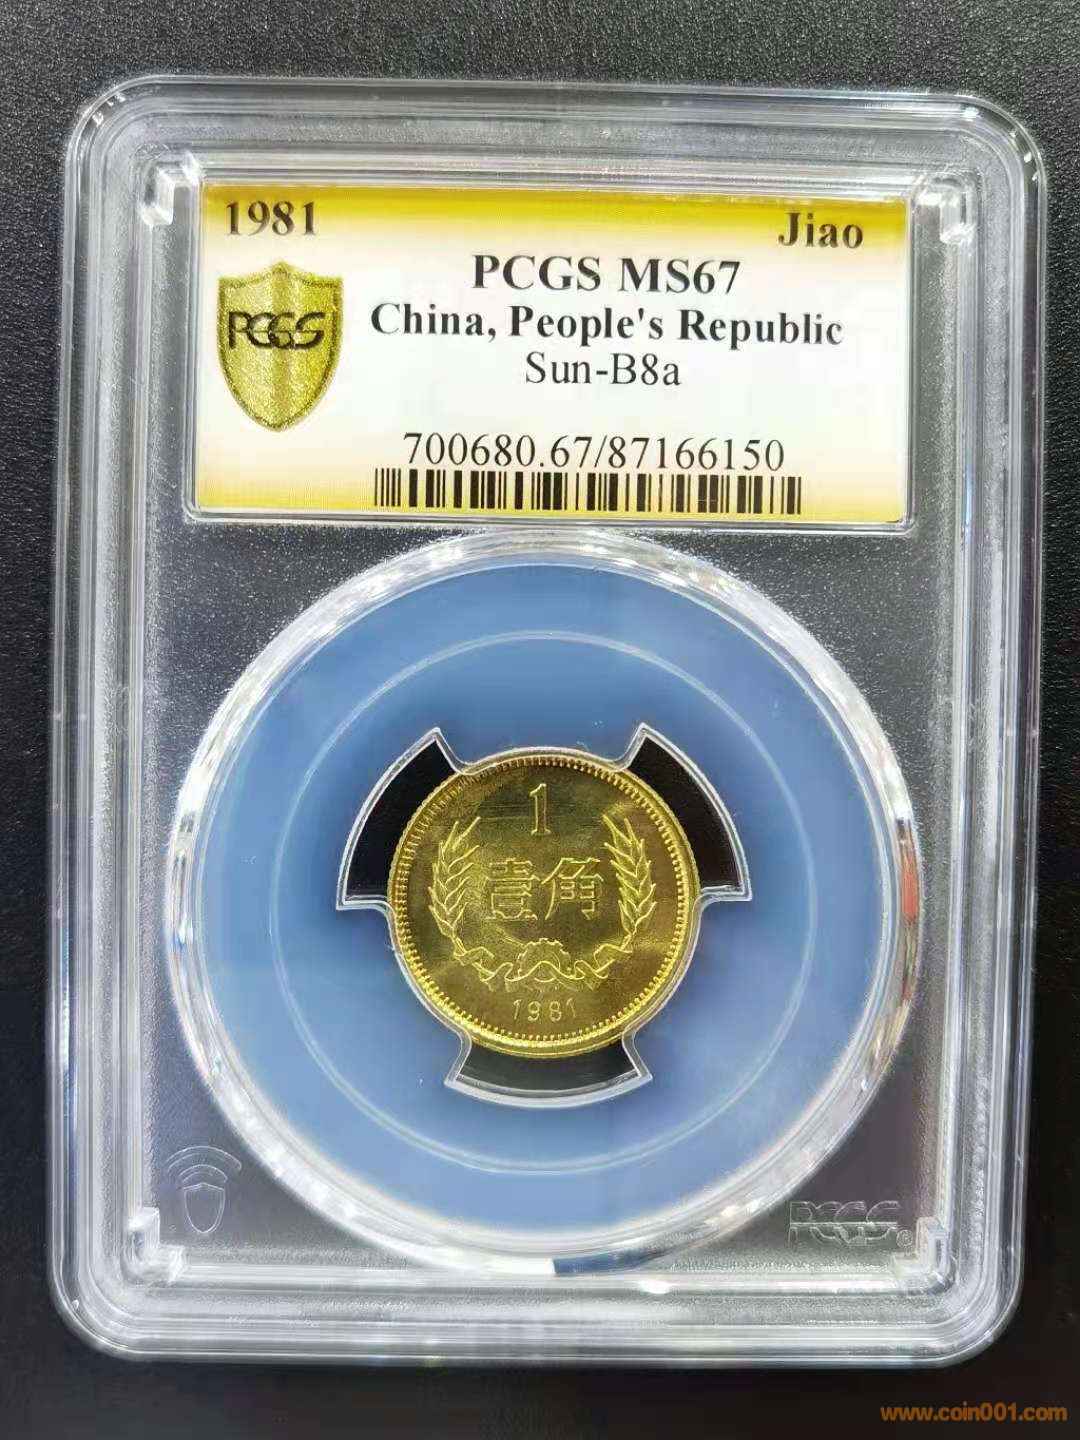 1981 Jiao
PCGS MS67
China, People's Republic
Sun-B8a
PCGS
700680.67/87166150
1
壹角
1981
PCGS
www.coin001.com